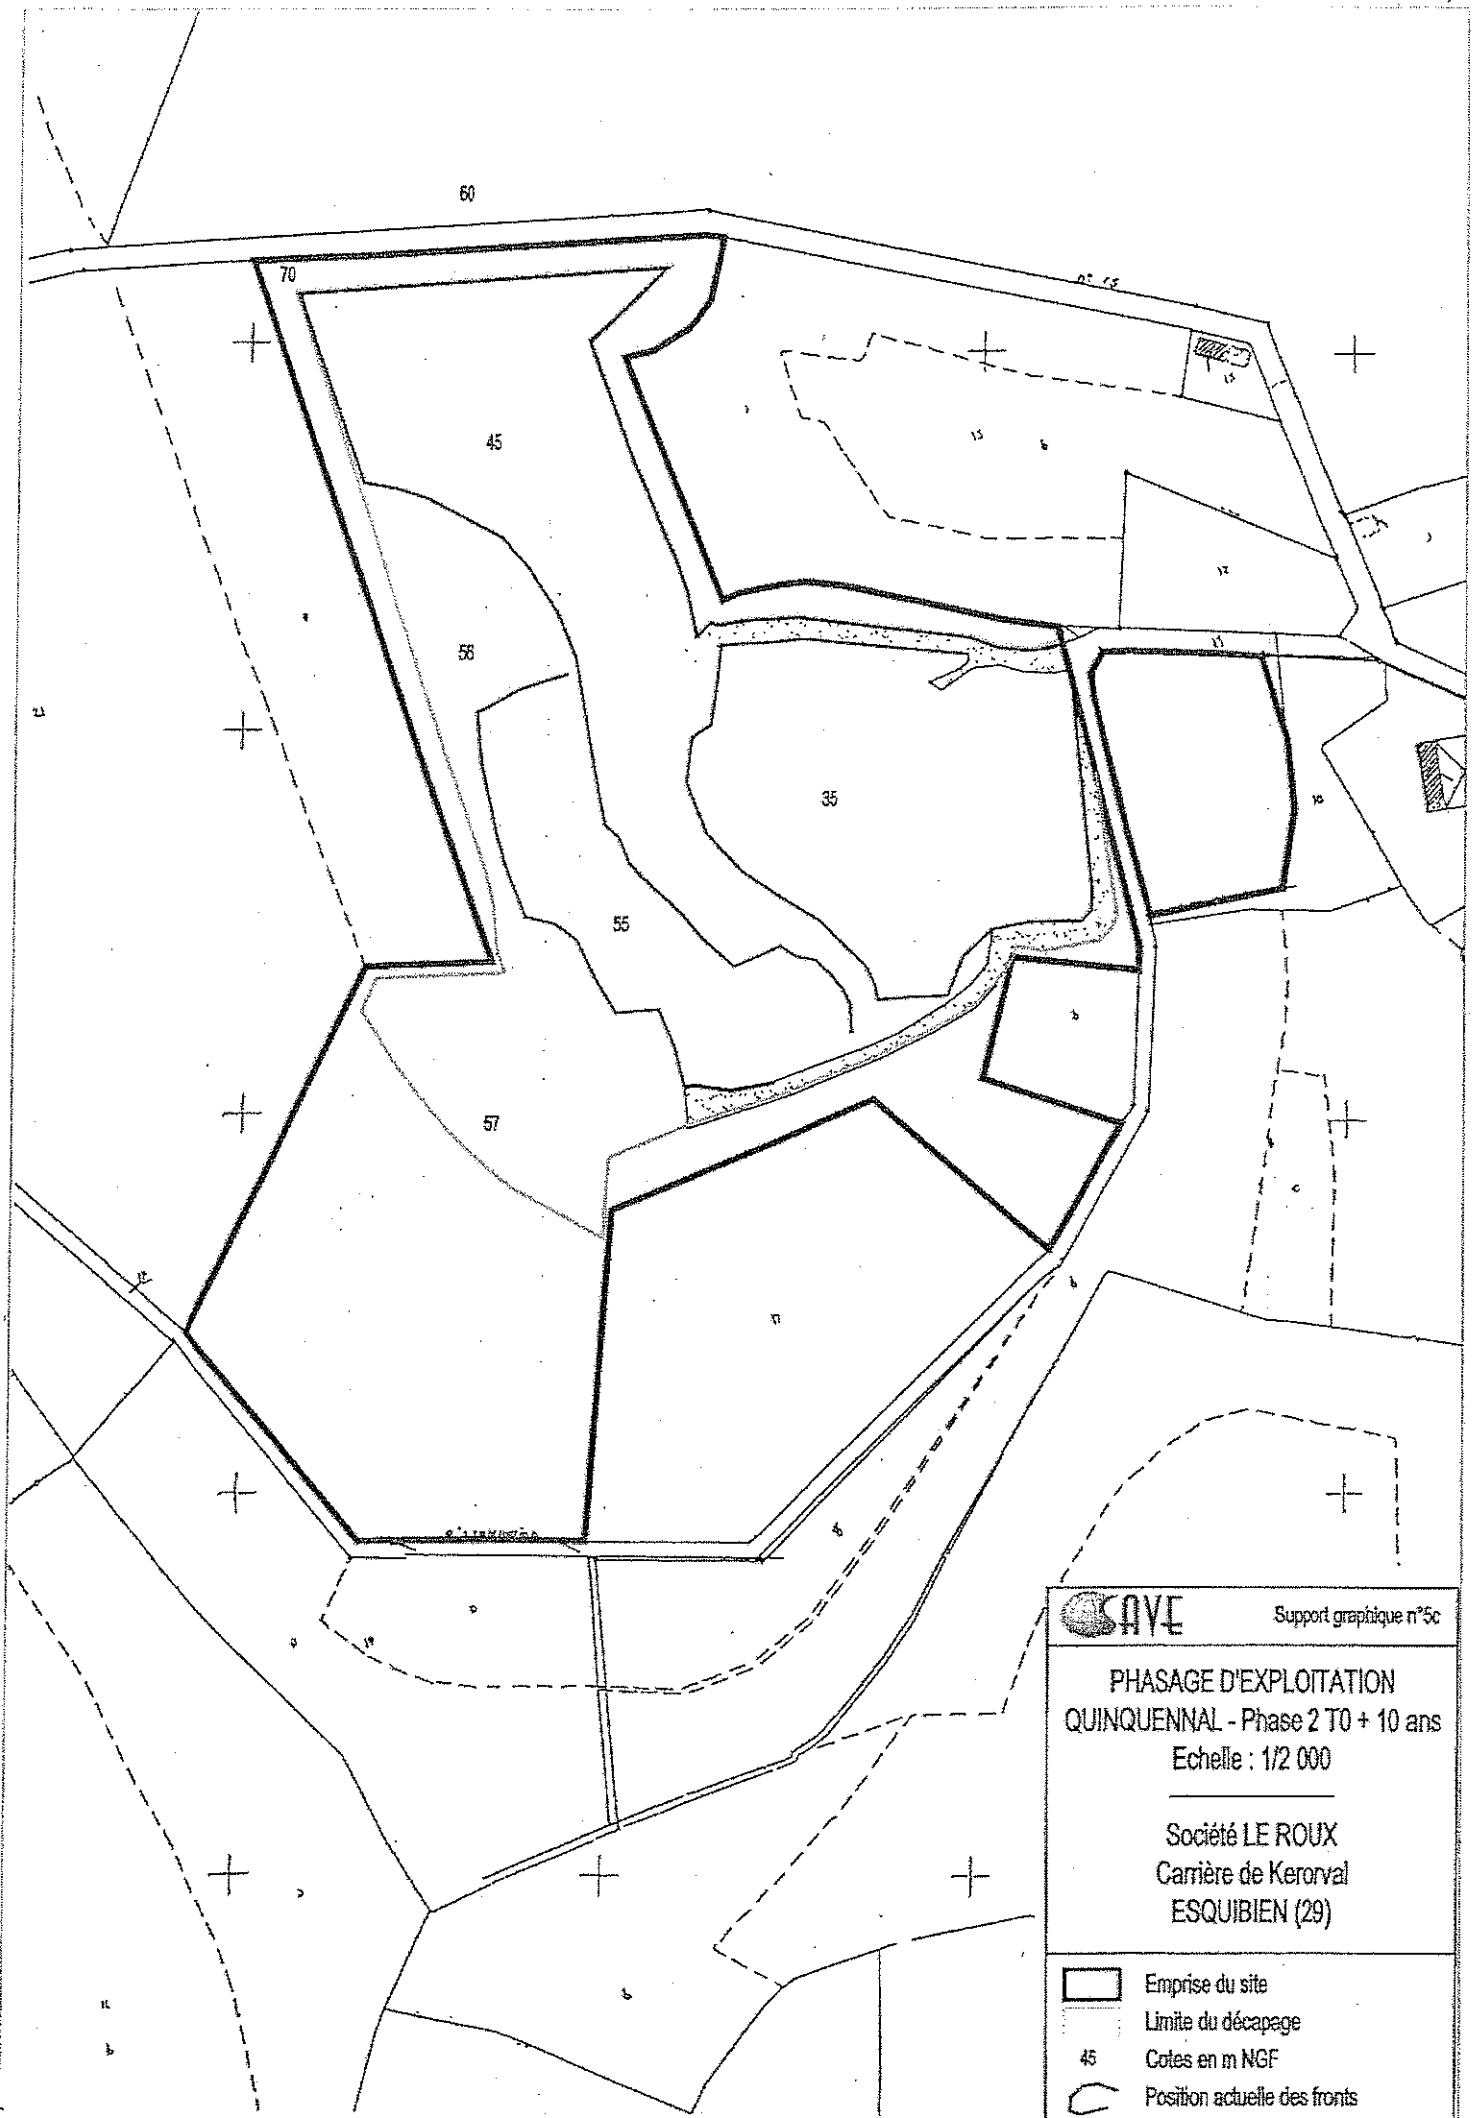 60
70
45
56
35
55
57
12
10
SAVE
Support graphique n°5c
PHASAGE D'EXPLOITATION
QUINQUENNAL - Phase 2 T0 + 10 ans
Echelle : 1/2 000
Société LE ROUX
Carrière de Kerorval
ESQUIBIEN (29)
Emprise du site
Limite du décapage
45 Cotes en m NGF
Position actuelle des fronts